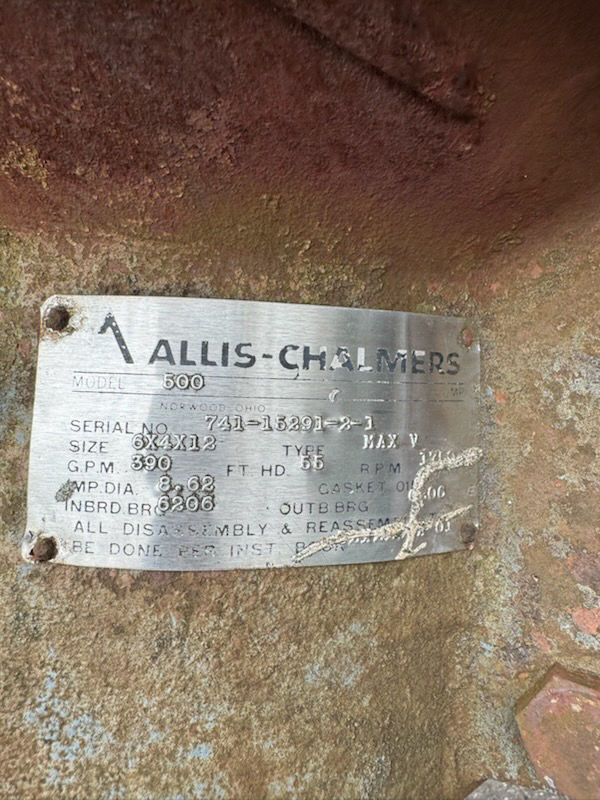 ALLIS-CHALMERS
MODEL 500
NORWOOD, OHIO
SERIAL NO. 741-15291-2-1
SIZE 6X4X12 TYPE MAX V
G.P.M. 390 FT. HD. 55 R.P.M.
IMP.DIA. 8.62 GASKET
INBRD.BRG 6206 OUTB.BRG
ALL DISASSEMBLY & REASSEMBLY
BE DONE PER INST. BOOK